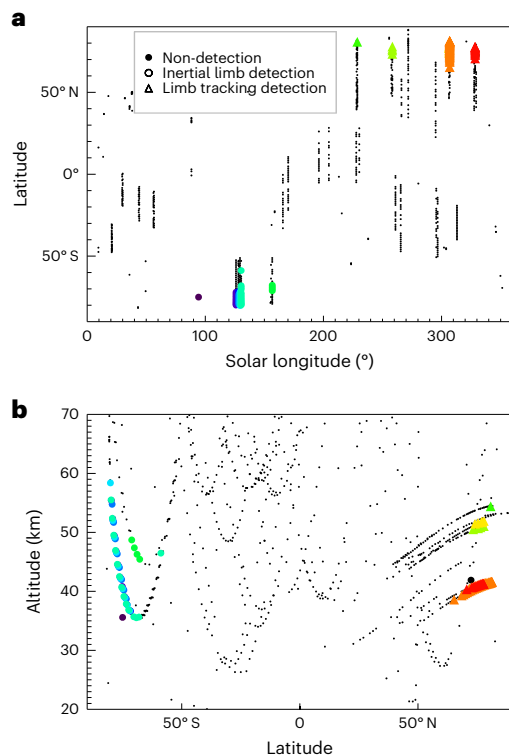 a
Non-detection
Inertial limb detection
Limb tracking detection
50° N
0°
50° S
Latitude
0 100 200 300
Solar longitude (°)
b
70
60
50
40
30
20
Altitude (km)
50° S 0 50° N
Latitude